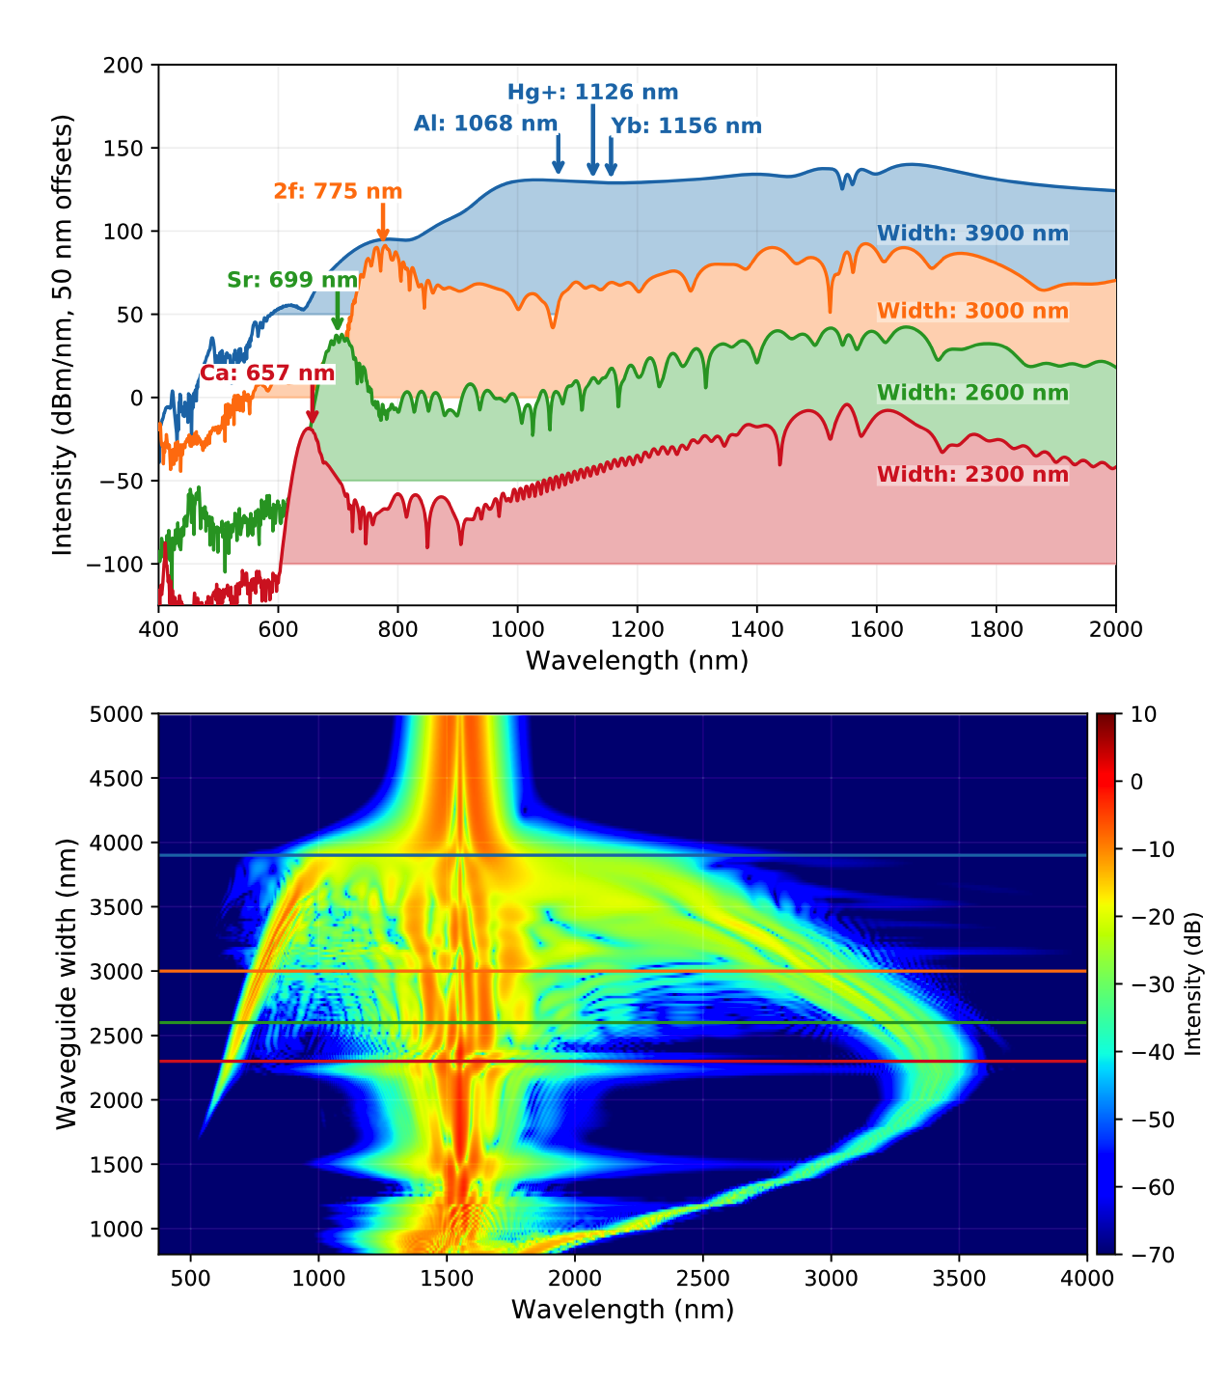 200
150
100
50
0
−50
−100
Intensity (dBm/nm, 50 nm offsets)
Hg+: 1126 nm
Al: 1068 nm
Yb: 1156 nm
2f: 775 nm
Sr: 699 nm
Ca: 657 nm
Width: 3900 nm
Width: 3000 nm
Width: 2600 nm
Width: 2300 nm
400 600 800 1000 1200 1400 1600 1800 2000
Wavelength (nm)
5000
4500
4000
3500
3000
2500
2000
1500
1000
Waveguide width (nm)
500 1000 1500 2000 2500 3000 3500 4000
Wavelength (nm)
10
0
−10
−20
−30
−40
−50
−60
−70
Intensity (dB)